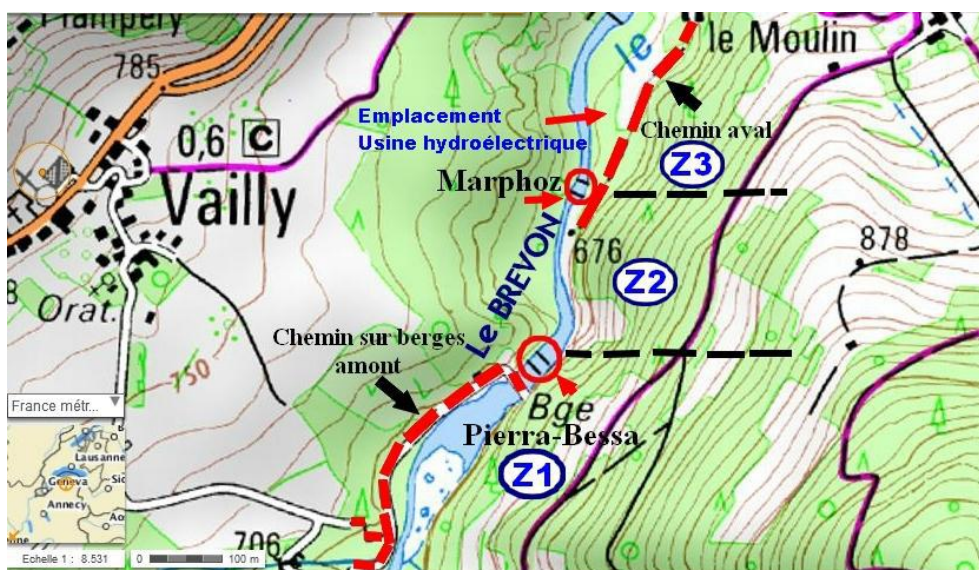 785
le Moulin
le
0,6 C
Emplacement
Usine hydroélectrique
Chemin aval
Z3
Marphoz
Vailly
878
676
Z2
Le BREVON
Orat.
Chemin sur berges
amont
750
Bge
Pierra-Bessa
Z1
France métr...
Lausanne
Geneva
Annecy
706
Echelle 1 : 8.531
0 100 m